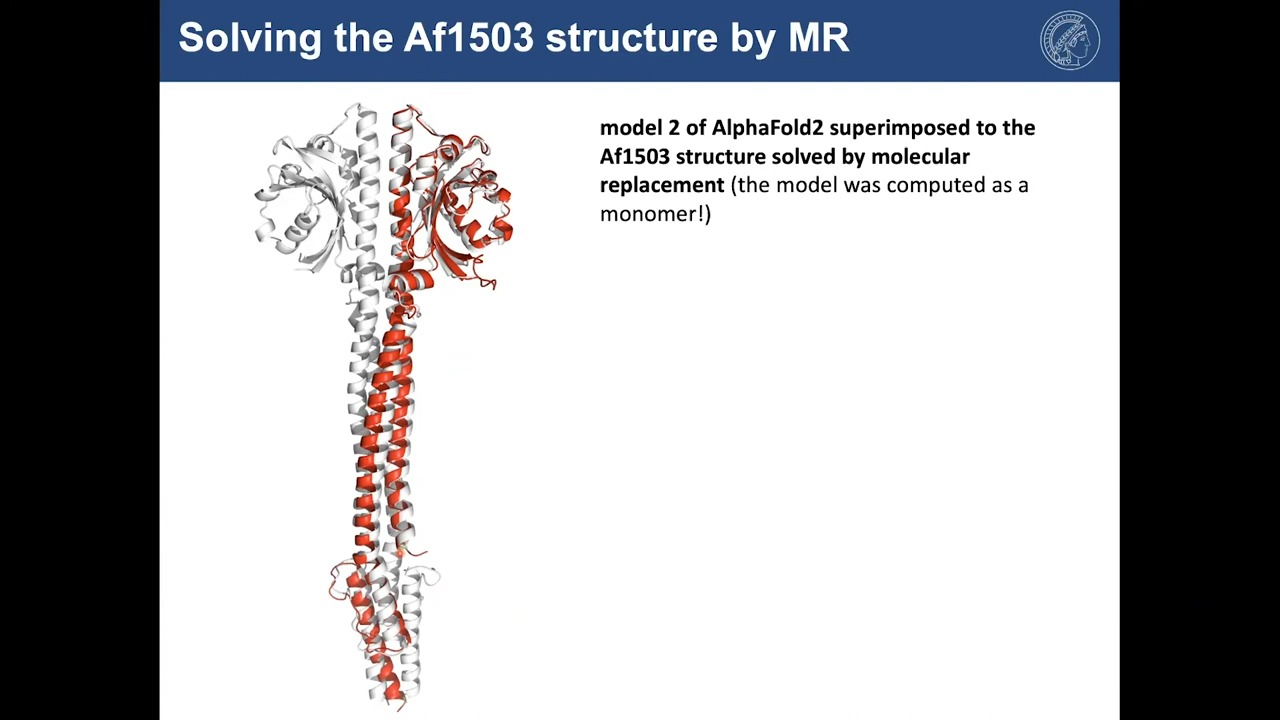 Solving the Af1503 structure by MR
model 2 of AlphaFold2 superimposed to the
Af1503 structure solved by molecular
replacement (the model was computed as a
monomer!)